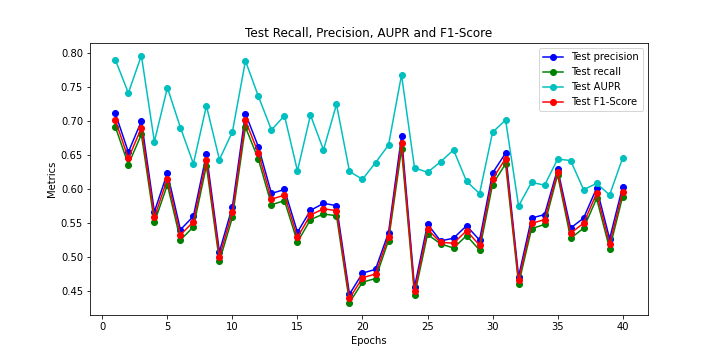 Test Recall, Precision, AUPR and F1-Score
Test precision
Test recall
Test AUPR
Test F1-Score
Metrics
0.80
0.75
0.70
0.65
0.60
0.55
0.50
0.45
0 5 10 15 20 25 30 35 40
Epochs